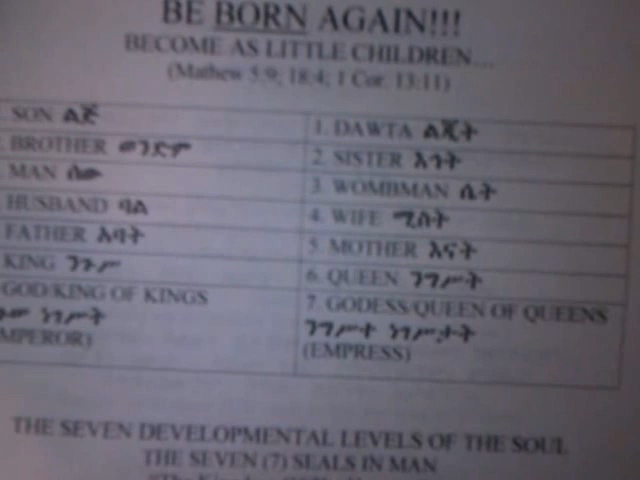 BE BORN AGAIN!!!
BECOME AS LITTLE CHILDREN...
(Mathew 5:9; 18:4; 1 Cor. 13:11)
SON ልጅ
1. DAWTA ልጂት
BROTHER ወንድም
2. SISTER እኅት
MAN ሰው
3. WOMBMAN ሴት
HUSBAND ባል
4. WIFE ሚስት
FATHER አባት
5. MOTHER እናት
KING ንጉሥ
6. QUEEN ንግሥት
GOD/KING OF KINGS
7. GODESS/QUEEN OF QUEENS
ነገሥት
ንግሥተ ነገሥታት
(EMPRESS)
THE SEVEN DEVELOPMENTAL LEVELS OF THE SOUL
THE SEVEN (7) SEALS IN MAN